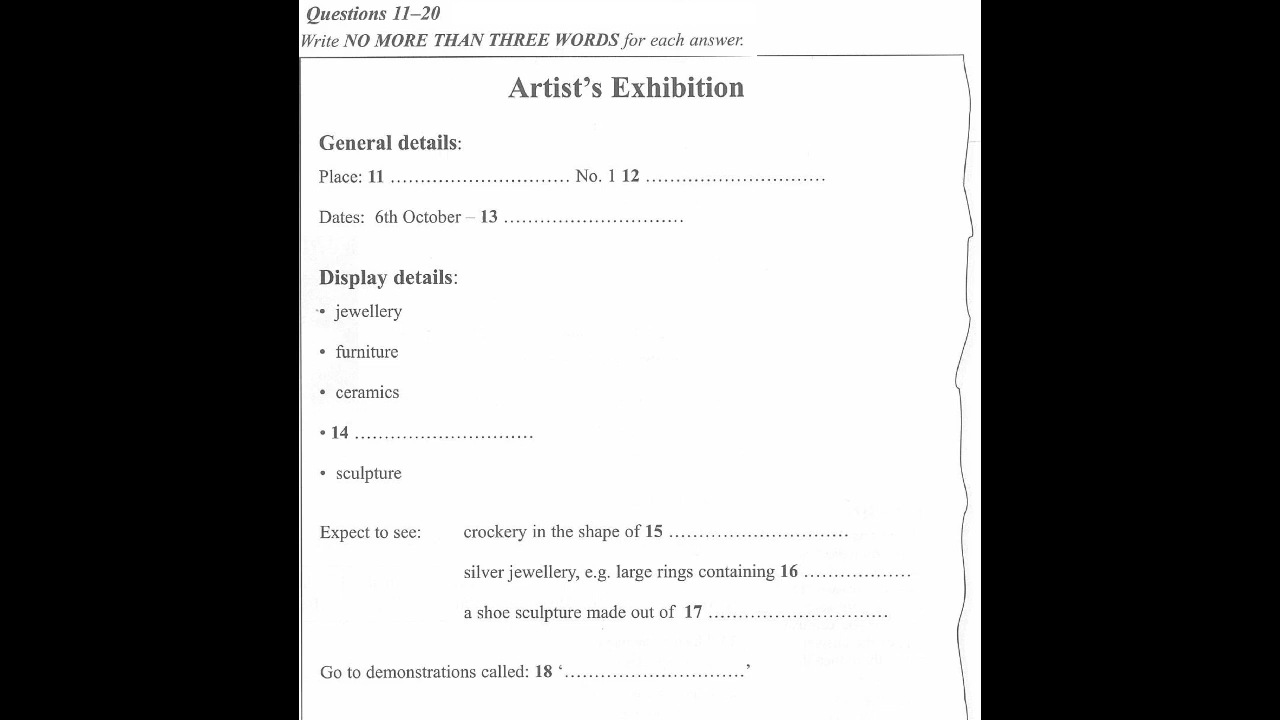 Questions 11–20
Write NO MORE THAN THREE WORDS for each answer.
Artist's Exhibition
General details:
Place: 11 .............................. No. 1 12 ..............................
Dates: 6th October – 13 ..............................
Display details:
• jewellery
• furniture
• ceramics
• 14 ..............................
• sculpture
Expect to see: crockery in the shape of 15 ..............................
silver jewellery, e.g. large rings containing 16 ..................
a shoe sculpture made out of 17 ..............................
Go to demonstrations called: 18 ‘..............................’